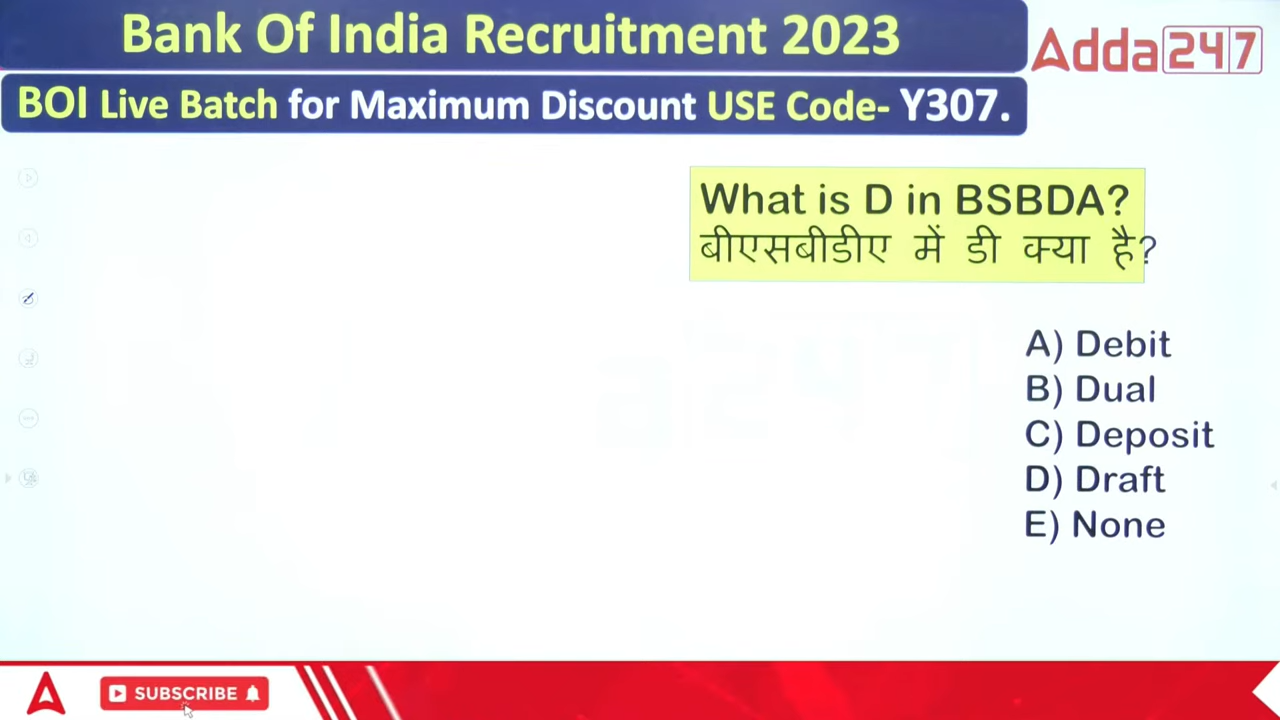 Bank Of India Recruitment 2023
Adda247
BOI Live Batch for Maximum Discount USE Code- Y307.
What is D in BSBDA?
बीएसबीडीए में डी क्या है?
A) Debit
B) Dual
C) Deposit
D) Draft
E) None
SUBSCRIBE